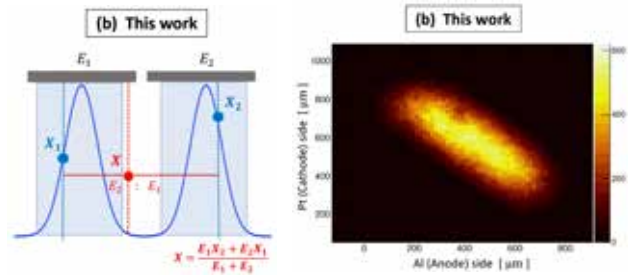 (b) This work
E₁ E₂
X₁
X₂
X
E₂ : E₁
X = (E₁X₂ + E₂X₁) / (E₁ + E₂)
(b) This work
Pt (Cathode) side [ μm]
1000
800
600
400
200
0 200 400 600 800
Al (Anode) side [ μm]
600
400
200
0